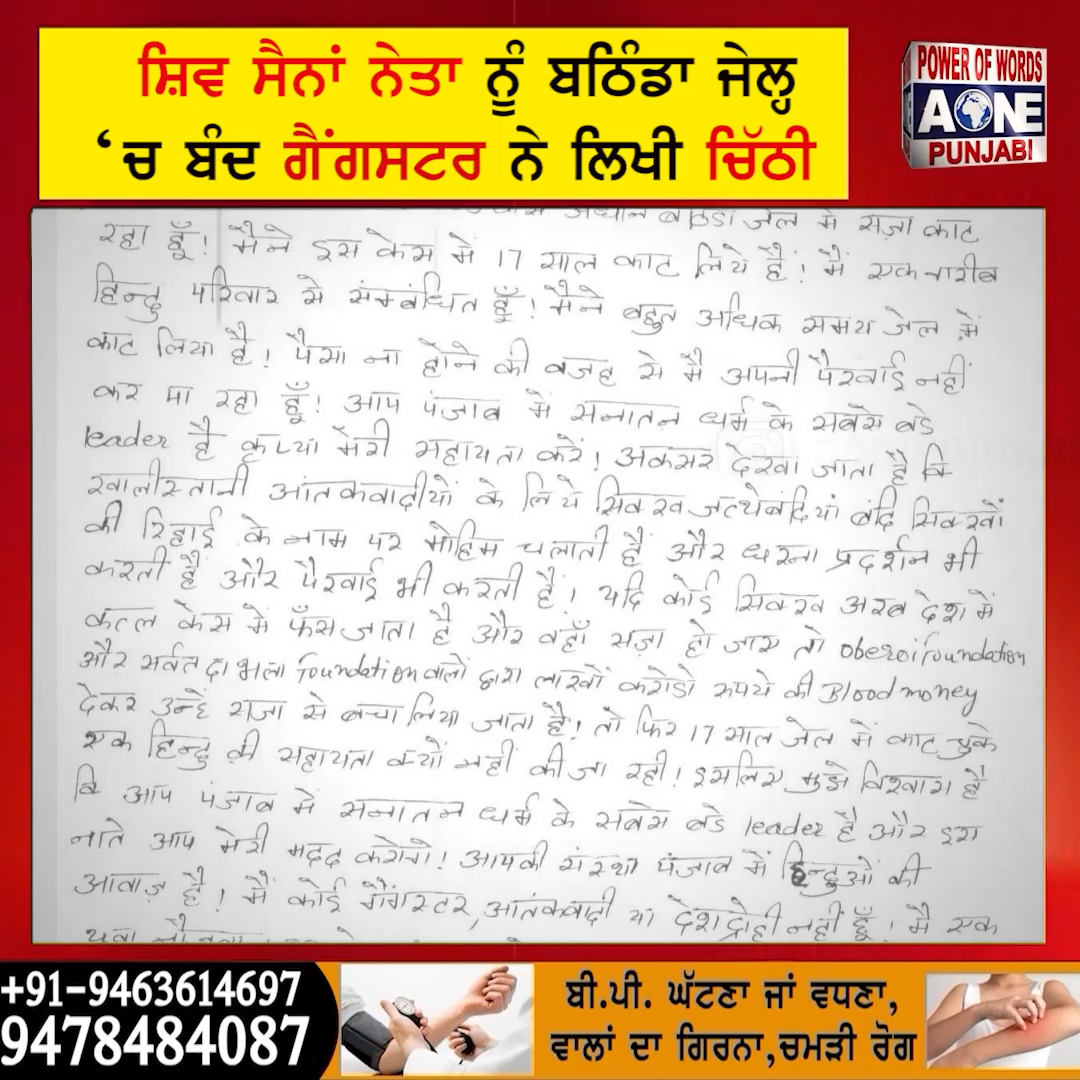 ਸ਼ਿਵ ਸੈਨਾਂ ਨੇਤਾ ਨੂੰ ਬਠਿੰਡਾ ਜੇਲ੍ਹ
‘ਚ ਬੰਦ ਗੈਂਗਸਟਰ ਨੇ ਲਿਖੀ ਚਿੱਠੀ
POWER OF WORDS
AONE
PUNJABI
जेल में सज़ा काट
रहा हूँ! मैने इस केस में 17 साल काट लिये हैं! मैं एक गरीब
हिन्दु परिवार से संम्बंधित हूँ! मैने बहुत अधिक समय जेल में
काट लिया है! पैसा ना होने की वजह से मै अपनी पैरवाई नहीं
कर पा रहा हूँ! आप पंजाब में सनातन धर्म के सबसे बडे
leader है कृप्या मेरी सहायता करें! अकसर देखा जाता है कि
खालीस्तानी आंतकवादीयों के लिये सिक्ख जत्थेबंदियां बंदि सिक्खों
की रिहाई के नाम पर मोहिम चलाती हैं और धरना प्रदर्शन भी
करती हैं और पैरवाई भी करती हैं! यदि कोई सिक्ख अरब देश में
कत्ल केस में फँस जाता है और वहाँ सज़ा हो जाए तो oberoi foundation
और सर्वत दा भला foundation वालों द्वारा लाखों करोडो रूपये की Blood money
देकर उन्हें सजा से बचा लिया जाता है! तो फिर 17 साल जेल में काट चुके
एक हिन्दु की सहायता क्यों नहीं की जा रही! इसलिए मुझे विश्वास है
कि आप पंजाब में सनातन धर्म के सबसे बडे leader है और इस
नाते आप मेरी मदद करोगे! आपकी संस्था पंजाब में हिन्दुओं की
आवाज़ है! मैं कोई गैंगस्टर, आंतकवादी या देशद्रोही नहीं हूँ! मै एक
+91-9463614697
9478484087
ਬੀ.ਪੀ. ਘੱਟਣਾ ਜਾਂ ਵਧਣਾ,
ਵਾਲਾਂ ਦਾ ਗਿਰਨਾ,ਚਮੜੀ ਰੋਗ